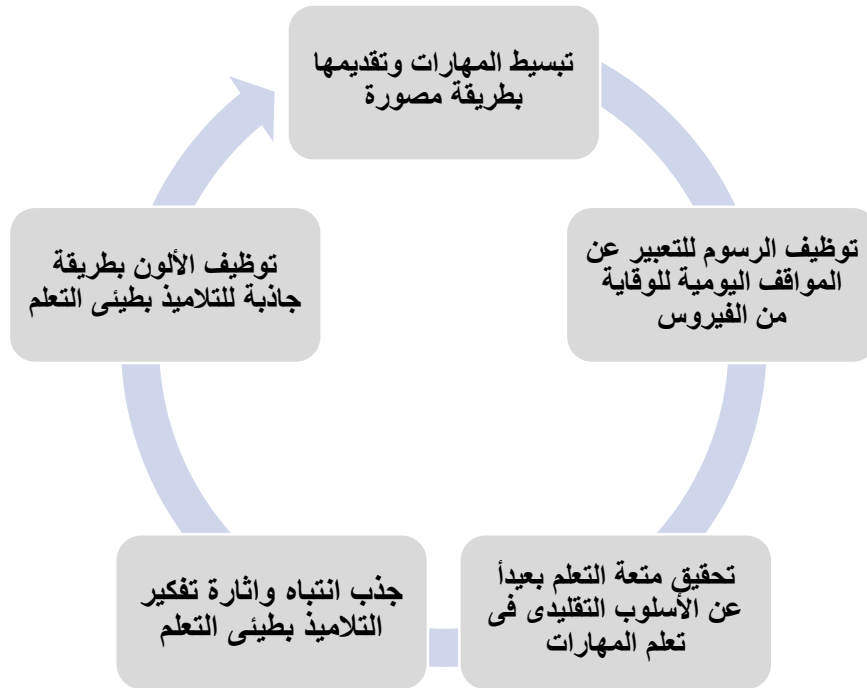 تبسيط المهارات وتقديمها
بطريقة مصورة
توظيف الرسوم للتعبير عن
المواقف اليومية للوقاية
من الفيروس
تحقيق متعة التعلم بعيدأ
عن الأسلوب التقليدى فى
تعلم المهارات
جذب انتباه واثارة تفكير
التلاميذ بطيئى التعلم
توظيف الألون بطريقة
جاذبة للتلاميذ بطيئى التعلم